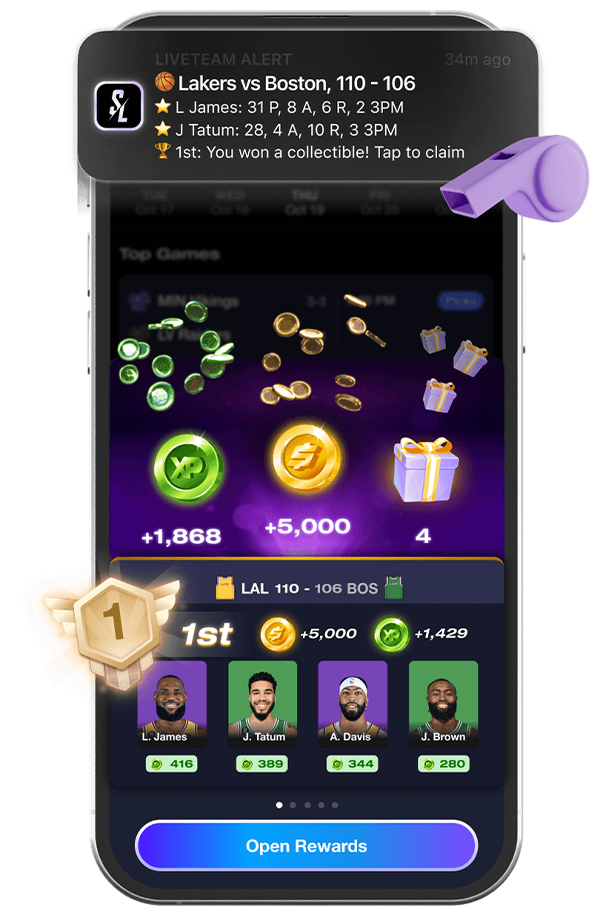 LIVETEAM ALERT 34m ago
🏀 Lakers vs Boston, 110 - 106
SL
⭐ L James: 31 P, 8 A, 6 R, 2 3PM
⭐ J Tatum: 28, 4 A, 10 R, 3 3PM
🏆 1st: You won a collectible! Tap to claim
TUE WED THU FRI
Oct 17 Oct 18 Oct 19 Oct 20
Top Games
MIN Vikings 3-3 PM Picks
LV Raiders
XP
+1,868 +5,000 4
LAL 110 - 106 BOS
1
1st +5,000 XP +1,429
L. James J. Tatum A. Davis J. Brown
416 389 344 280
Open Rewards